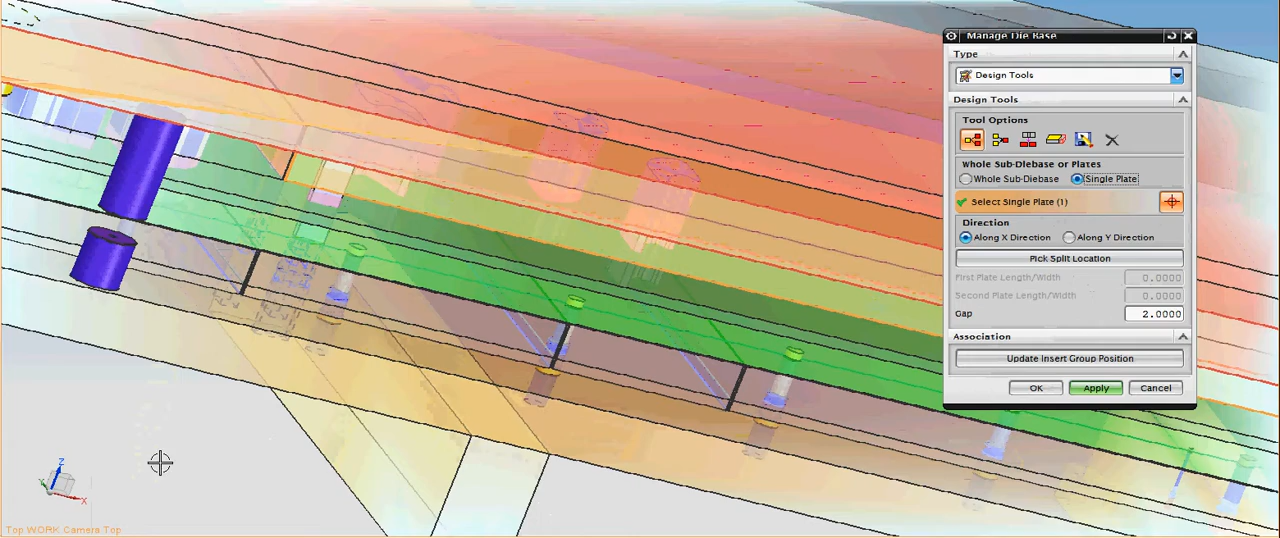 Manage Die Base
Type
Design Tools
Design Tools
Tool Options
Whole Sub-Diebase or Plates
Whole Sub-Diebase
Single Plate
Select Single Plate (1)
Direction
Along X Direction
Along Y Direction
Pick Split Location
First Plate Length/Width 0.0000
Second Plate Length/Width 0.0000
Gap 2.0000
Association
Update Insert Group Position
OK Apply Cancel
Z
Y
X
Top WORK Camera Top